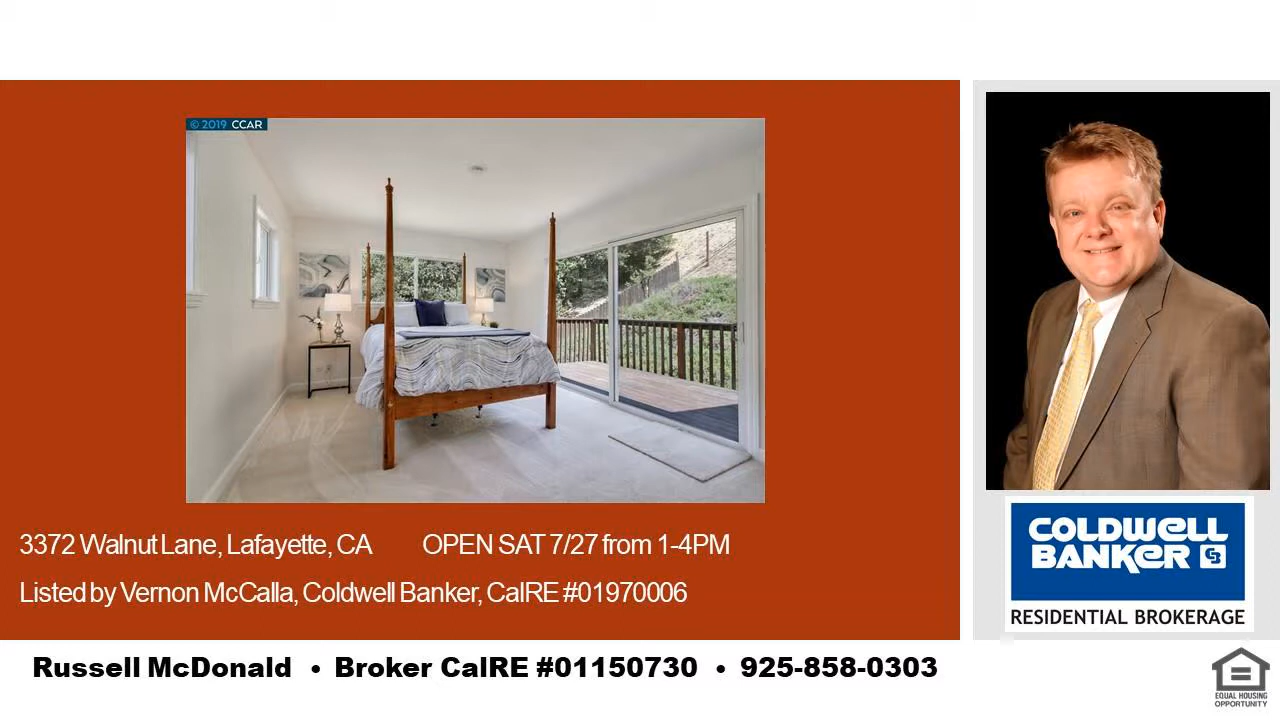 © 2019 CCAR
3372 Walnut Lane, Lafayette, CA OPEN SAT 7/27 from 1-4PM
Listed by Vernon McCalla, Coldwell Banker, CalRE #01970006
COLDWELL
BANKER CB
RESIDENTIAL BROKERAGE
Russell McDonald • Broker CalRE #01150730 • 925-858-0303
EQUAL HOUSING
OPPORTUNITY